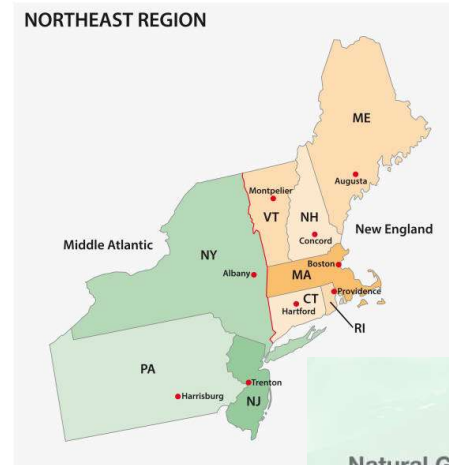 NORTHEAST REGION
ME
Augusta
Montpelier
VT
NH
Concord
New England
Middle Atlantic
NY
Albany
Boston
MA
Providence
CT
Hartford
RI
PA
Harrisburg
Trenton
NJ
Natural G